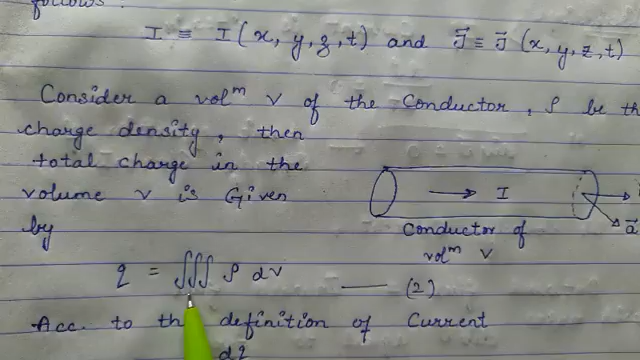 follows
I ≡ I(x, y, z, t) and J⃗ ≡ J⃗ (x, y, z, t)
Consider a volᵐ V of the Conductor, ρ be th
charge density, then
total charge in the
volume v is Given
by
I
a⃗
Conductor of
volᵐ V
q = ∭ ρ dv —— (2)
Acc. to the definition of Current
dq